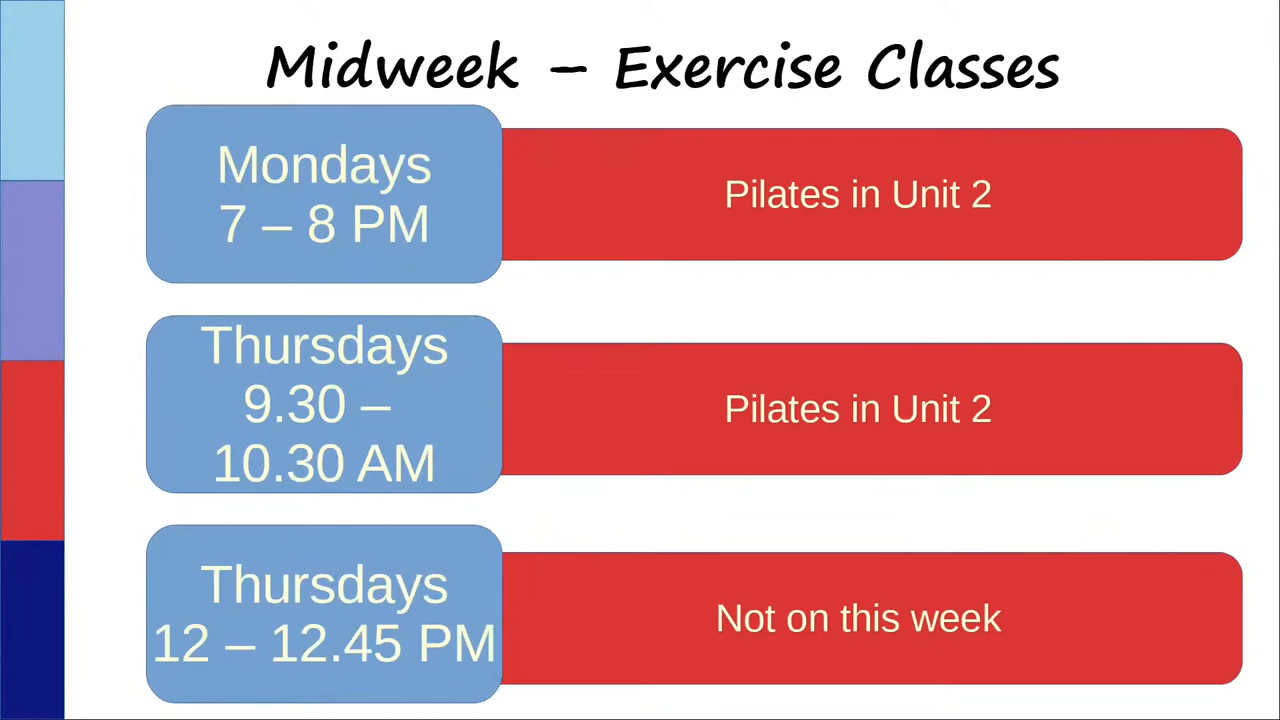 Midweek – Exercise Classes
Mondays
7 – 8 PM
Pilates in Unit 2
Thursdays
9.30 –
10.30 AM
Pilates in Unit 2
Thursdays
12 – 12.45 PM
Not on this week